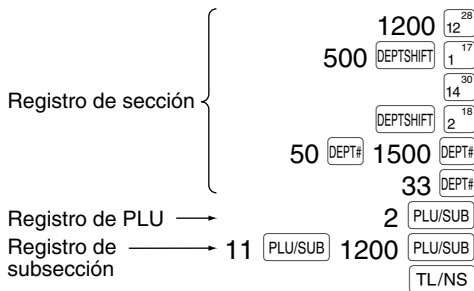 1200 12 28
500 DEPTSHIFT 1 17
14 30
Registro de sección
DEPTSHIFT 2 18
50 DEPT# 1500 DEPT#
33 DEPT#
Registro de PLU 2 PLU/SUB
Registro de subsección 11 PLU/SUB 1200 PLU/SUB
TL/NS